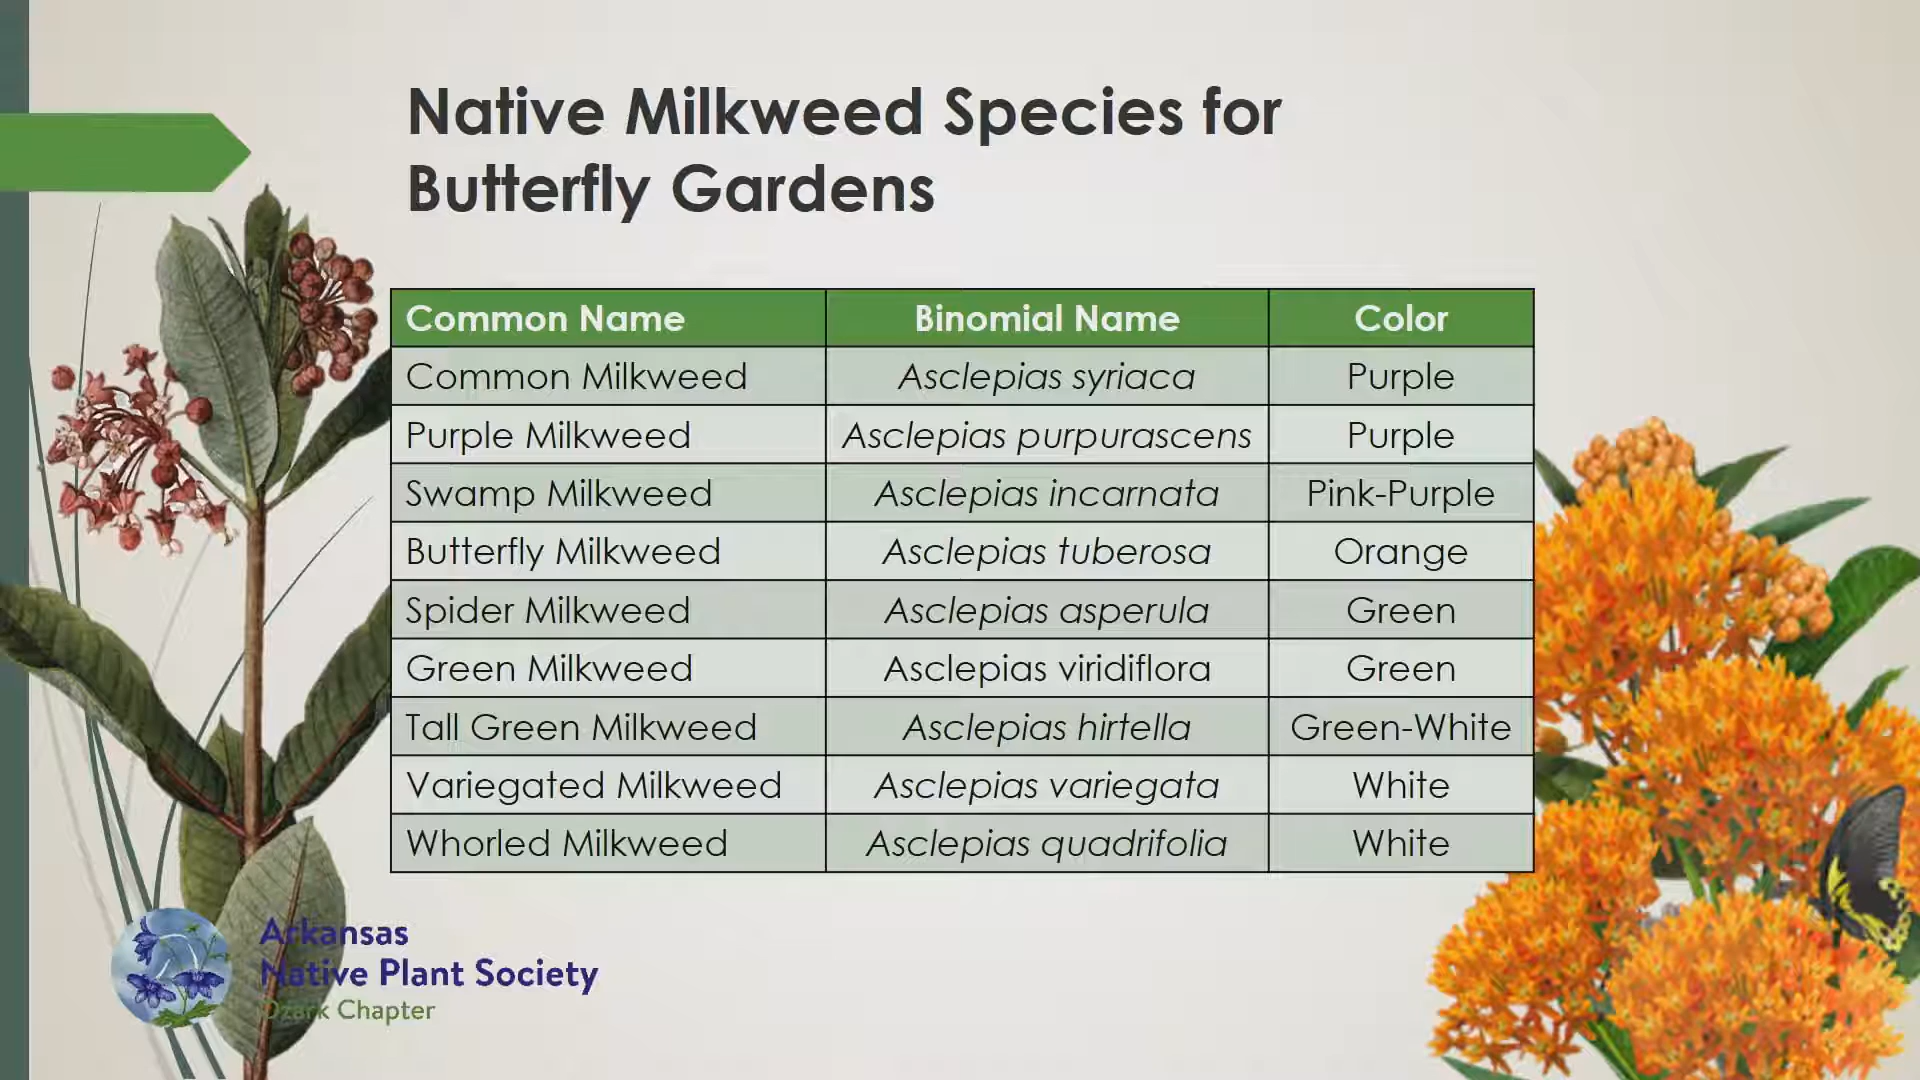 Native Milkweed Species for
Butterfly Gardens
Common Name Binomial Name Color
Common Milkweed Asclepias syriaca Purple
Purple Milkweed Asclepias purpurascens Purple
Swamp Milkweed Asclepias incarnata Pink-Purple
Butterfly Milkweed Asclepias tuberosa Orange
Spider Milkweed Asclepias asperula Green
Green Milkweed Asclepias viridiflora Green
Tall Green Milkweed Asclepias hirtella Green-White
Variegated Milkweed Asclepias variegata White
Whorled Milkweed Asclepias quadrifolia White
Arkansas
Native Plant Society
Ozark Chapter